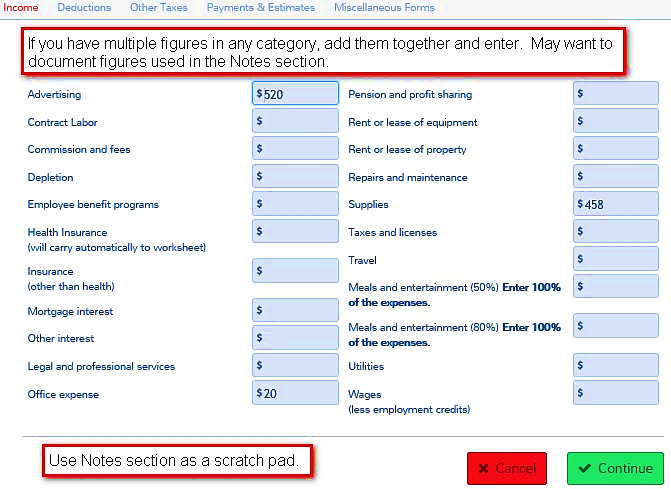 Income Deductions Other Taxes Payments & Estimates Miscellaneous Forms
If you have multiple figures in any category, add them together and enter. May want to
document figures used in the Notes section.
Advertising $520 Pension and profit sharing $
Contract Labor $ Rent or lease of equipment $
Commission and fees $ Rent or lease of property $
Depletion $ Repairs and maintenance $
Employee benefit programs $ Supplies $458
Health Insurance $ Taxes and licenses $
(will carry automatically to worksheet)
Travel $
Insurance $
(other than health)
Meals and entertainment (50%) Enter 100% $
of the expenses.
Mortgage interest $
Meals and entertainment (80%) Enter 100% $
of the expenses.
Other interest $
Legal and professional services $ Utilities $
Office expense $20 Wages $
(less employment credits)
Use Notes section as a scratch pad.
Cancel Continue